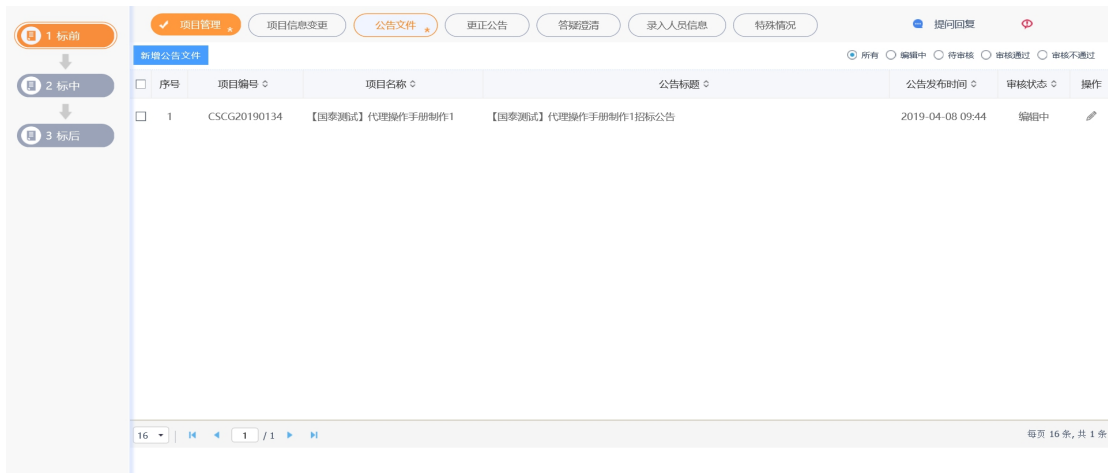 1 标前
2 标中
3 标后
项目管理 项目信息变更 公告文件 更正公告 答疑澄清 录入人员信息 特殊情况 提问回复
新增公告文件 所有 编辑中 待审核 审核通过 审核不通过
序号 项目编号 项目名称 公告标题 公告发布时间 审核状态 操作
1 CSCG20190134 【国泰测试】代理操作手册制作1 【国泰测试】代理操作手册制作1招标公告 2019-04-08 09:44 编辑中
16 1 / 1 每页 16 条, 共 1 条